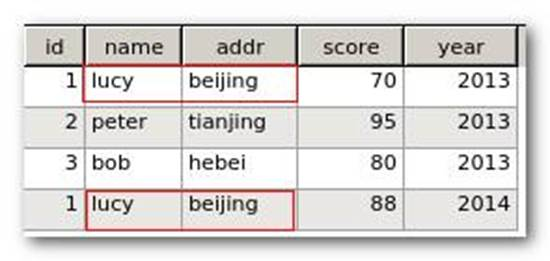 id name addr score year
1 lucy beijing 70 2013
2 peter tianjing 95 2013
3 bob hebei 80 2013
1 lucy beijing 88 2014